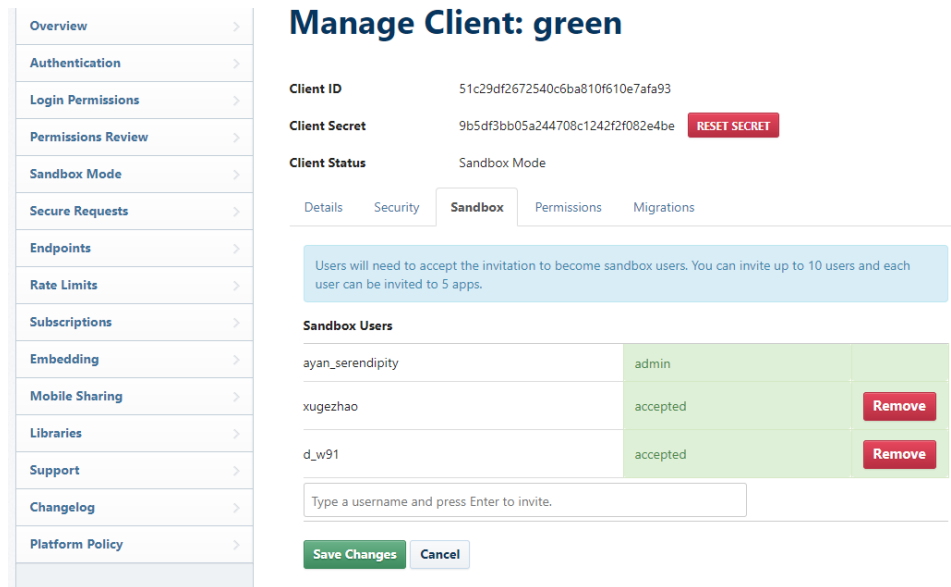 Overview
Authentication
Login Permissions
Permissions Review
Sandbox Mode
Secure Requests
Endpoints
Rate Limits
Subscriptions
Embedding
Mobile Sharing
Libraries
Support
Changelog
Platform Policy
Manage Client: green
Client ID 51c29df2672540c6ba810f610e7afa93
Client Secret 9b5df3bb05a244708c1242f2f082e4be RESET SECRET
Client Status Sandbox Mode
Details Security Sandbox Permissions Migrations
Users will need to accept the invitation to become sandbox users. You can invite up to 10 users and each
user can be invited to 5 apps.
Sandbox Users
ayan_serendipity admin
xugezhao accepted Remove
d_w91 accepted Remove
Type a username and press Enter to invite.
Save Changes Cancel